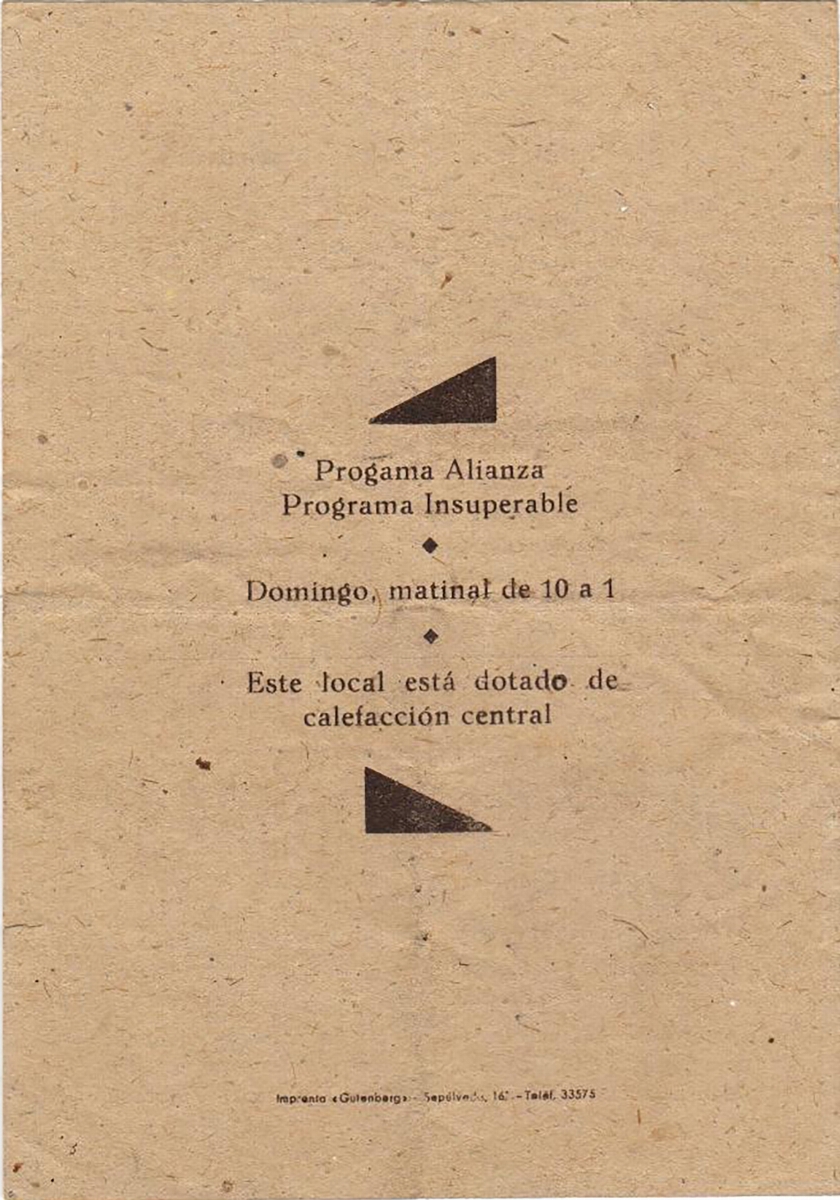 Progama Alianza
Programa Insuperable
Domingo, matinal de 10 a 1
Este local está dotado de
calefacción central
Imprenta «Gutenberg» - Sepúlveda, - Teléf. 33575